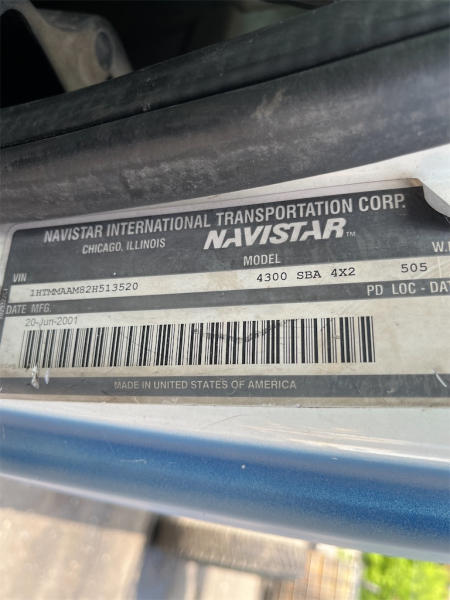 NAVISTAR INTERNATIONAL TRANSPORTATION CORP.
CHICAGO, ILLINOIS NAVISTAR™
VIN MODEL
1HTMMAAM82H513520 4300 SBA 4X2 505
DATE MFG. PD LOC - DAT
20-Jun-2001
MADE IN UNITED STATES OF AMERICA